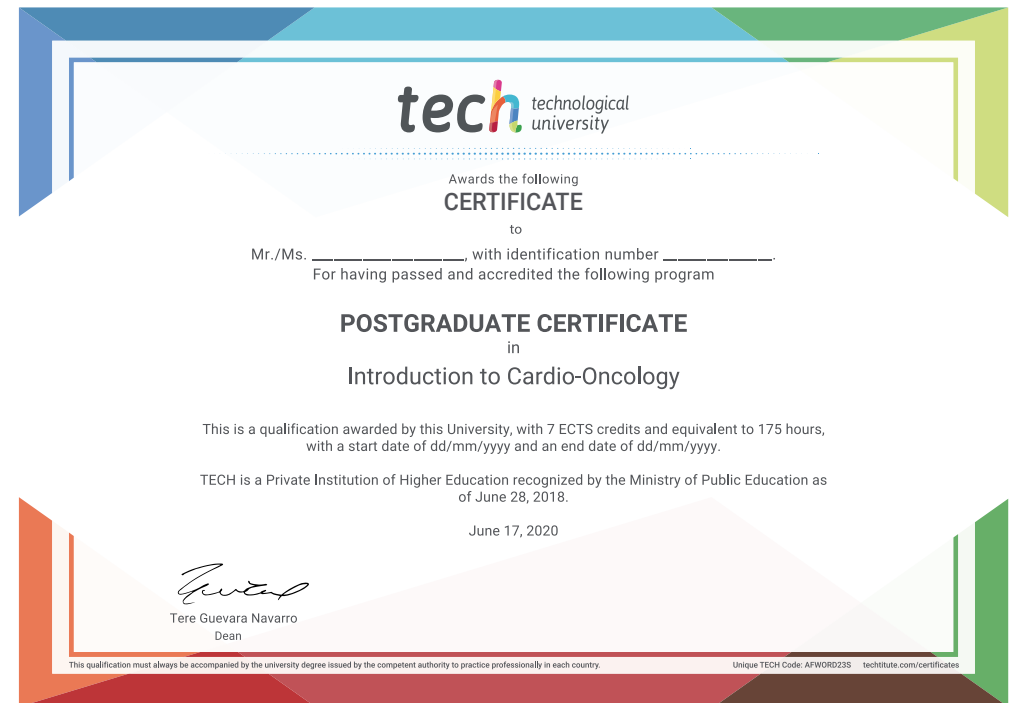 tech technological
university
Awards the following
CERTIFICATE
to
Mr./Ms. __________________, with identification number _____________.
For having passed and accredited the following program
POSTGRADUATE CERTIFICATE
in
Introduction to Cardio-Oncology
This is a qualification awarded by this University, with 7 ECTS credits and equivalent to 175 hours,
with a start date of dd/mm/yyyy and an end date of dd/mm/yyyy.
TECH is a Private Institution of Higher Education recognized by the Ministry of Public Education as
of June 28, 2018.
June 17, 2020
Tere Guevara Navarro
Dean
This qualification must always be accompanied by the university degree issued by the competent authority to practice professionally in each country.
Unique TECH Code: AFWORD23S techtitute.com/certificates